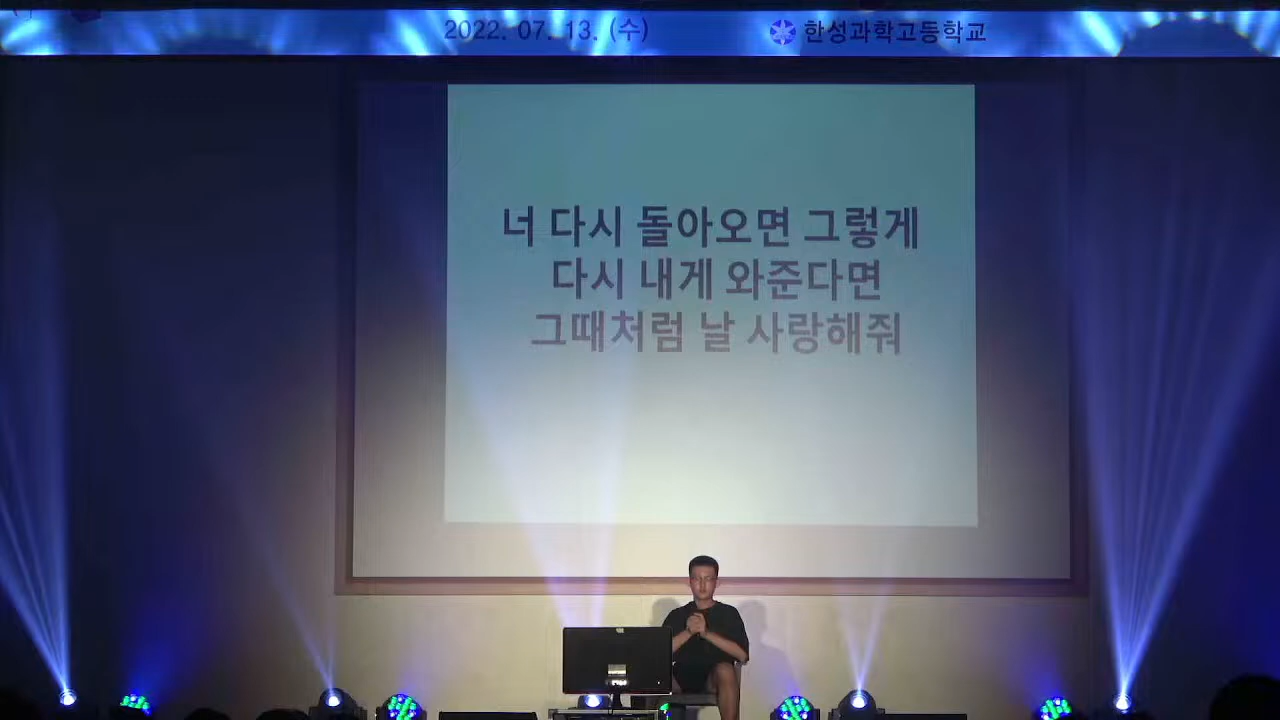 2022. 07. 13. (수) 한성과학고등학교
너 다시 돌아오면 그렇게
다시 내게 와준다면
그때처럼 날 사랑해줘